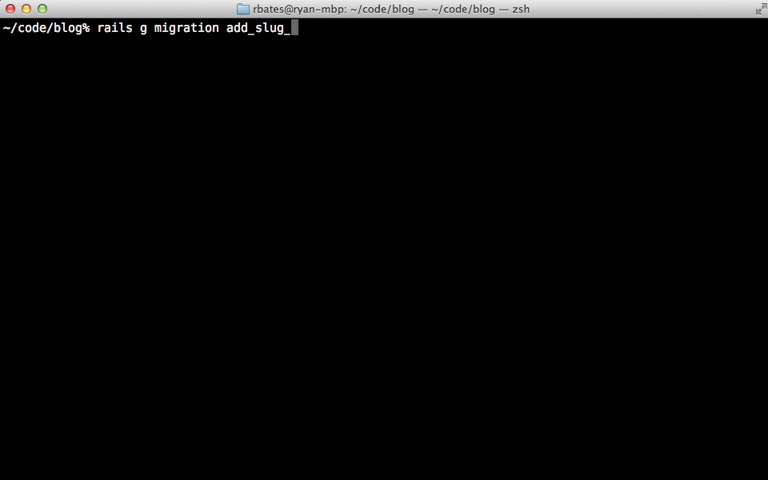 rbates@ryan-mbp: ~/code/blog — ~/code/blog — zsh
~/code/blog% rails g migration add_slug_